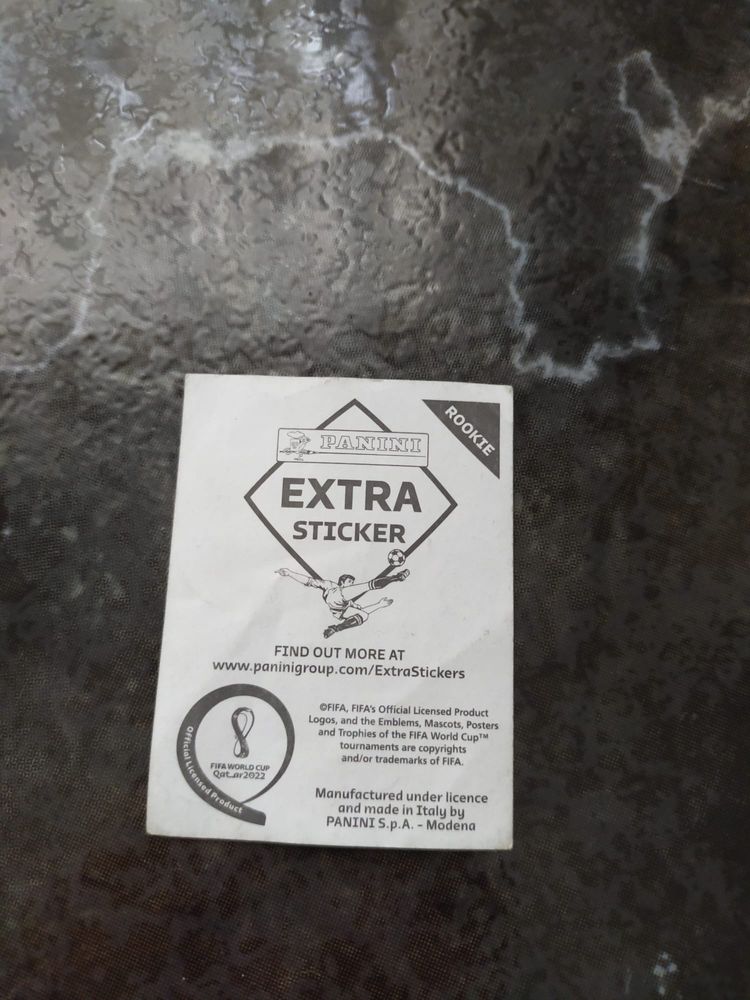 ROOKIE
PANINI
EXTRA
STICKER
FIND OUT MORE AT
www.paninigroup.com/ExtraStickers
©FIFA, FIFA's Official Licensed Product
Logos, and the Emblems, Mascots, Posters
and Trophies of the FIFA World Cup™
tournaments are copyrights
and/or trademarks of FIFA.
FIFA WORLD CUP
Qatar2022
Official Licensed Product
Manufactured under licence
and made in Italy by
PANINI S.p.A. - Modena